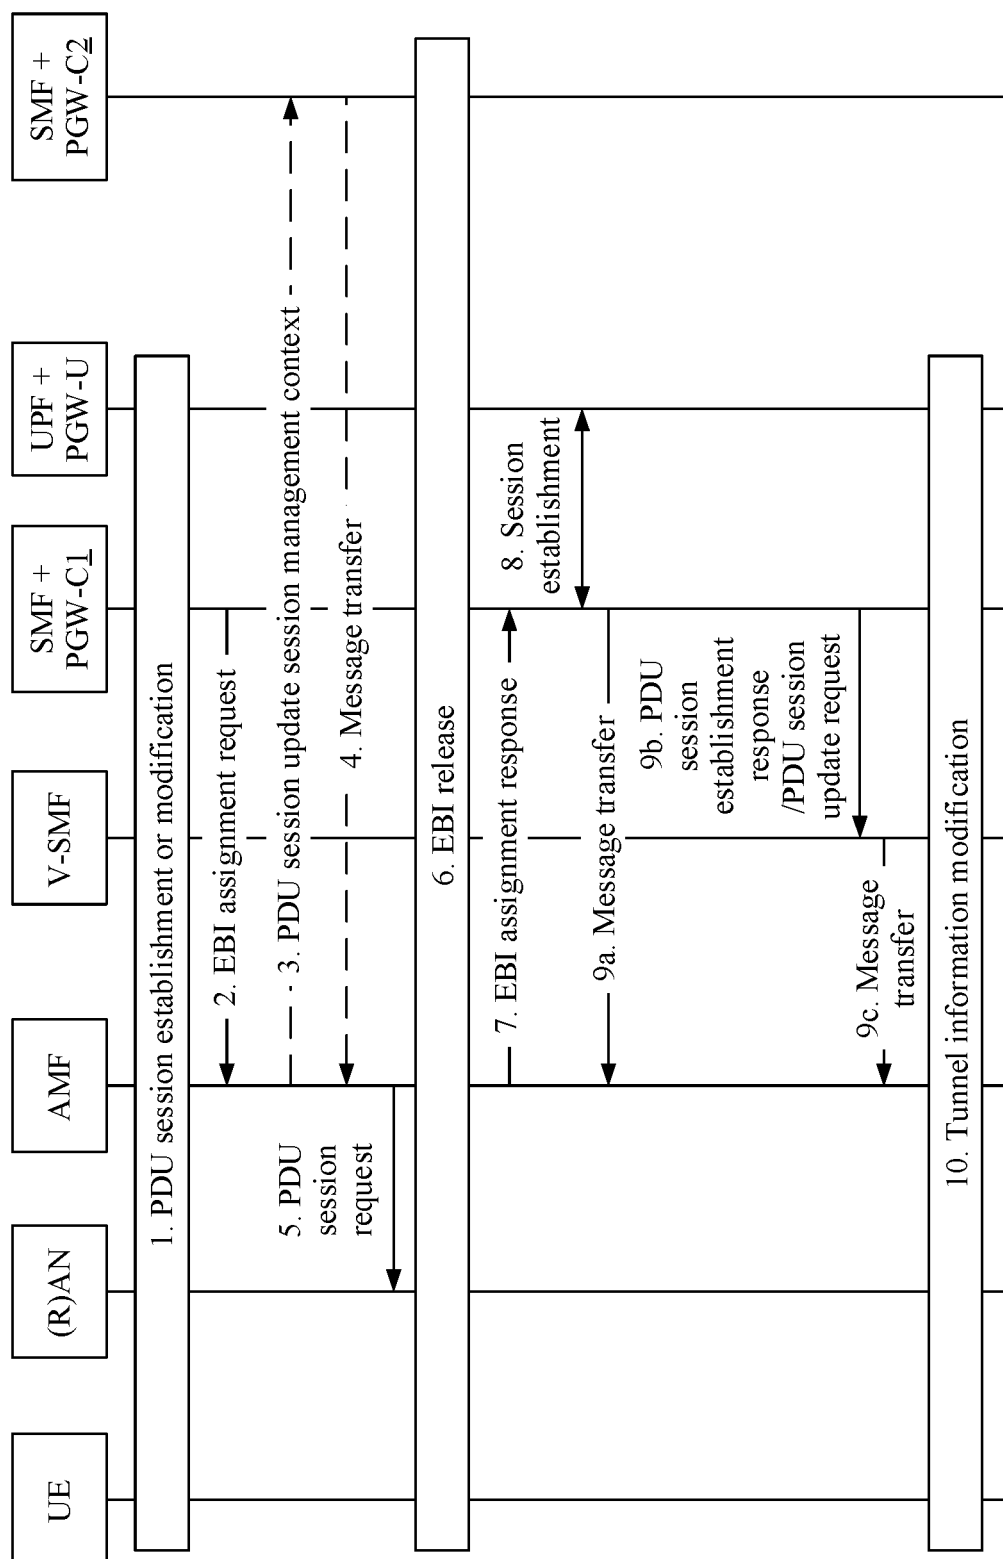 UE
(R)AN
AMF
V-SMF
SMF +
PGW-C1
UPF +
PGW-U
SMF +
PGW-C2
1. PDU session establishment or modification
2. EBI assignment request
3. PDU session update session management context
4. Message transfer
5. PDU
session
request
6. EBI release
7. EBI assignment response
8. Session
establishment
9a. Message transfer
9b. PDU
session
establishment
response
/PDU session
update request
9c. Message
transfer
10. Tunnel information modification